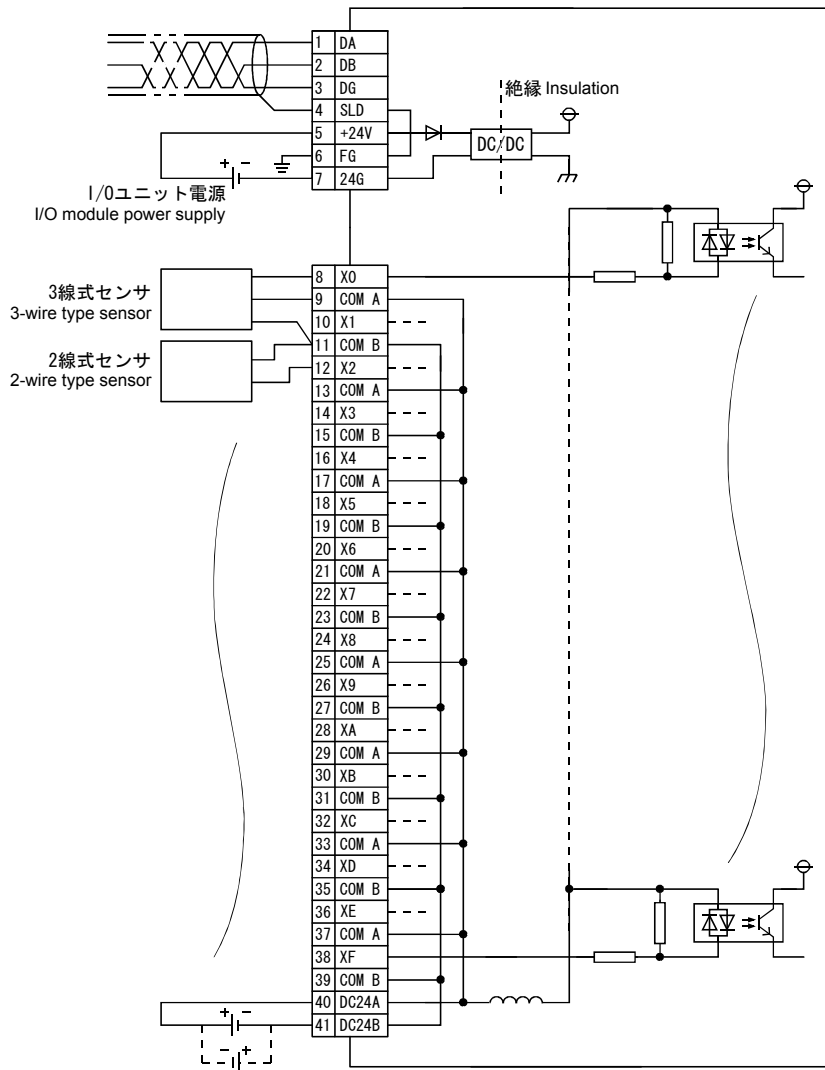 1 DA
2 DB
3 DG
4 SLD
5 +24V
6 FG
7 24G
絶縁 Insulation
DC/DC
+ -
I/Oユニット電源
I/O module power supply
3線式センサ
3-wire type sensor
2線式センサ
2-wire type sensor
8 X0
9 COM A
10 X1
11 COM B
12 X2
13 COM A
14 X3
15 COM B
16 X4
17 COM A
18 X5
19 COM B
20 X6
21 COM A
22 X7
23 COM B
24 X8
25 COM A
26 X9
27 COM B
28 XA
29 COM A
30 XB
31 COM B
32 XC
33 COM A
34 XD
35 COM B
36 XE
37 COM A
38 XF
39 COM B
40 DC24A
41 DC24B
+ -
- +